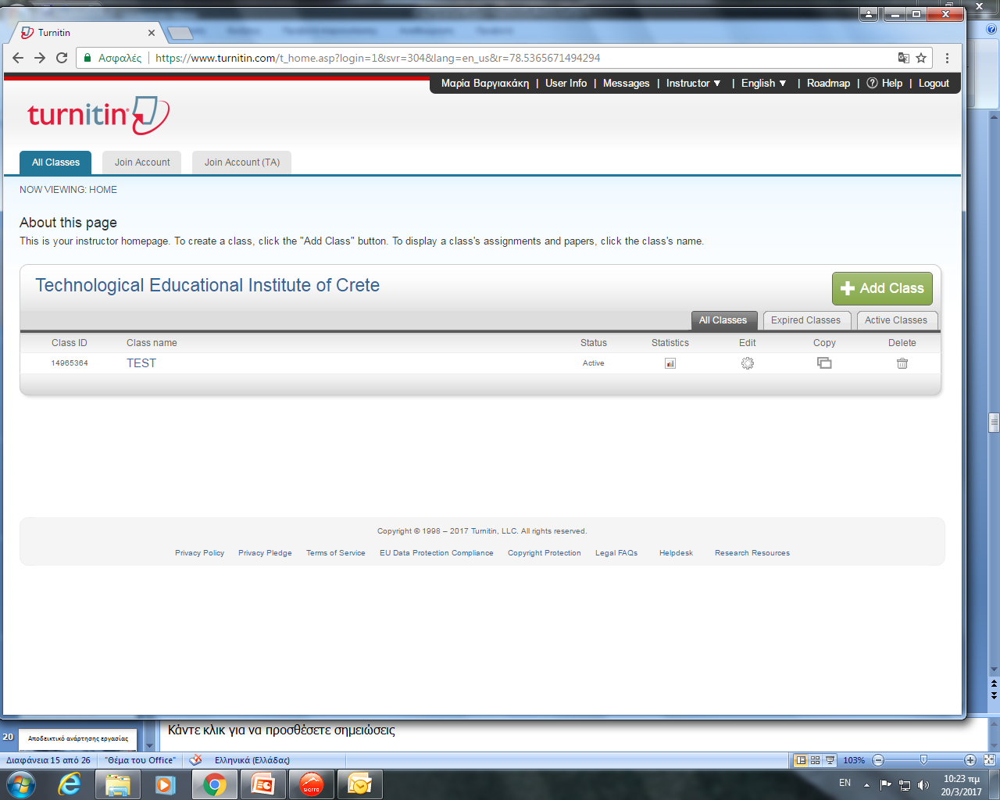 Turnitin
Ασφαλές | https://www.turnitin.com/t_home.asp?login=1&svr=304&lang=en_us&r=78.5365671494294
Μαρία Βαργιακάκη | User Info | Messages | Instructor ▼ | English ▼ | Roadmap | ? Help | Logout
turnitin
All Classes Join Account Join Account (TA)
NOW VIEWING: HOME
About this page
This is your instructor homepage. To create a class, click the "Add Class" button. To display a class's assignments and papers, click the class's name.
Technological Educational Institute of Crete
Add Class
All Classes Expired Classes Active Classes
Class ID Class name Status Statistics Edit Copy Delete
14965364 TEST Active
Copyright © 1998 – 2017 Turnitin, LLC. All rights reserved.
Privacy Policy Privacy Pledge Terms of Service EU Data Protection Compliance Copyright Protection Legal FAQs Helpdesk Research Resources
Κάντε κλικ για να προσθέσετε σημειώσεις
20 Αποδεικτικό ανάρτησης εργασίας
Διαφάνεια 15 από 26 "Θέμα του Office" Ελληνικά (Ελλάδας) 103%
sierra
EN 10:23 πμ
20/3/2017